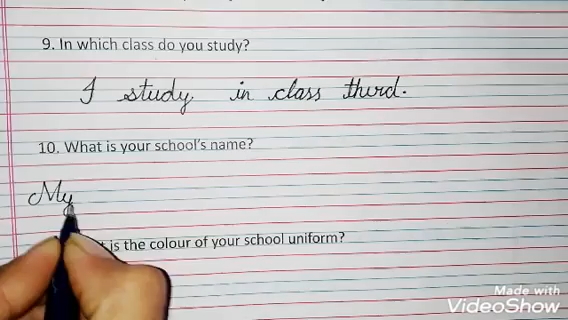 9. In which class do you study?
I study. in class third.
10. What is your school's name?
My
is the colour of your school uniform?
Made with
VideoShow